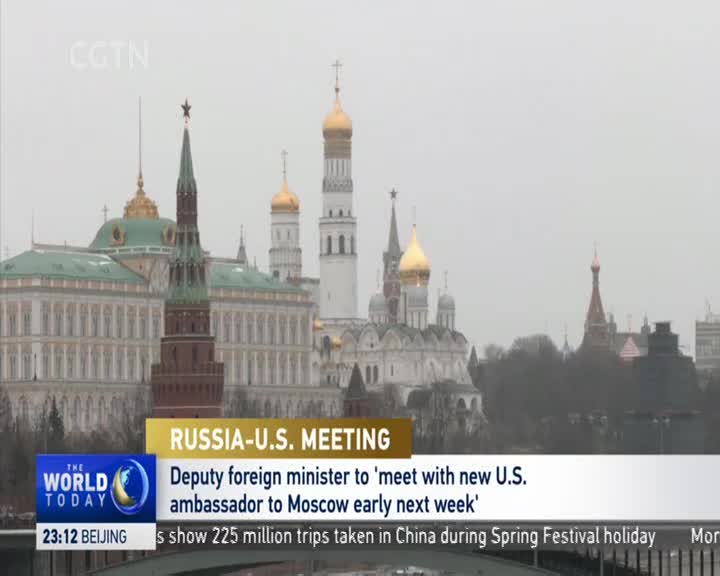 CGTN
RUSSIA-U.S. MEETING
Deputy foreign minister to 'meet with new U.S.
ambassador to Moscow early next week'
THE
WORLD
TODAY
23:12 BEIJING
s show 225 million trips taken in China during Spring Festival holiday Mor